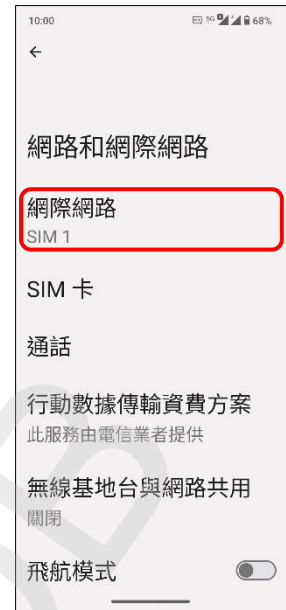 10:00 5G 68%
網路和網際網路
網際網路
SIM 1
SIM 卡
通話
行動數據傳輸資費方案
此服務由電信業者提供
無線基地台與網路共用
關閉
飛航模式